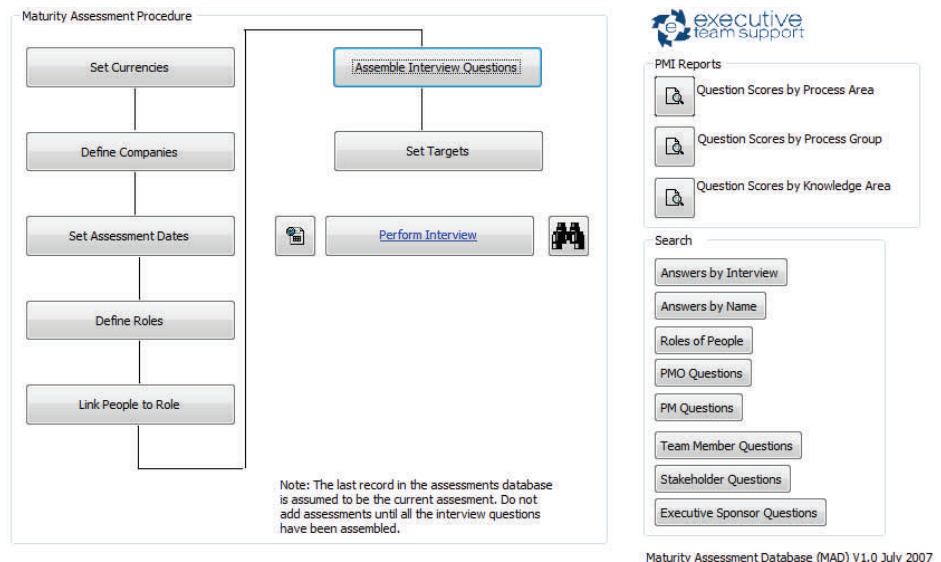 Maturity Assessment Procedure
Set Currencies
Define Companies
Set Assessment Dates
Define Roles
Link People to Role
Assemble Interview Questions
Set Targets
Perform Interview
Note: The last record in the assessments database
is assumed to be the current assesment. Do not
add assessments until all the interview questions
have been assembled.
e executive
team support
PMI Reports
Question Scores by Process Area
Question Scores by Process Group
Question Scores by Knowledge Area
Search
Answers by Interview
Answers by Name
Roles of People
PMO Questions
PM Questions
Team Member Questions
Stakeholder Questions
Executive Sponsor Questions
Maturity Assessment Database (MAD) V1.0 July 2007